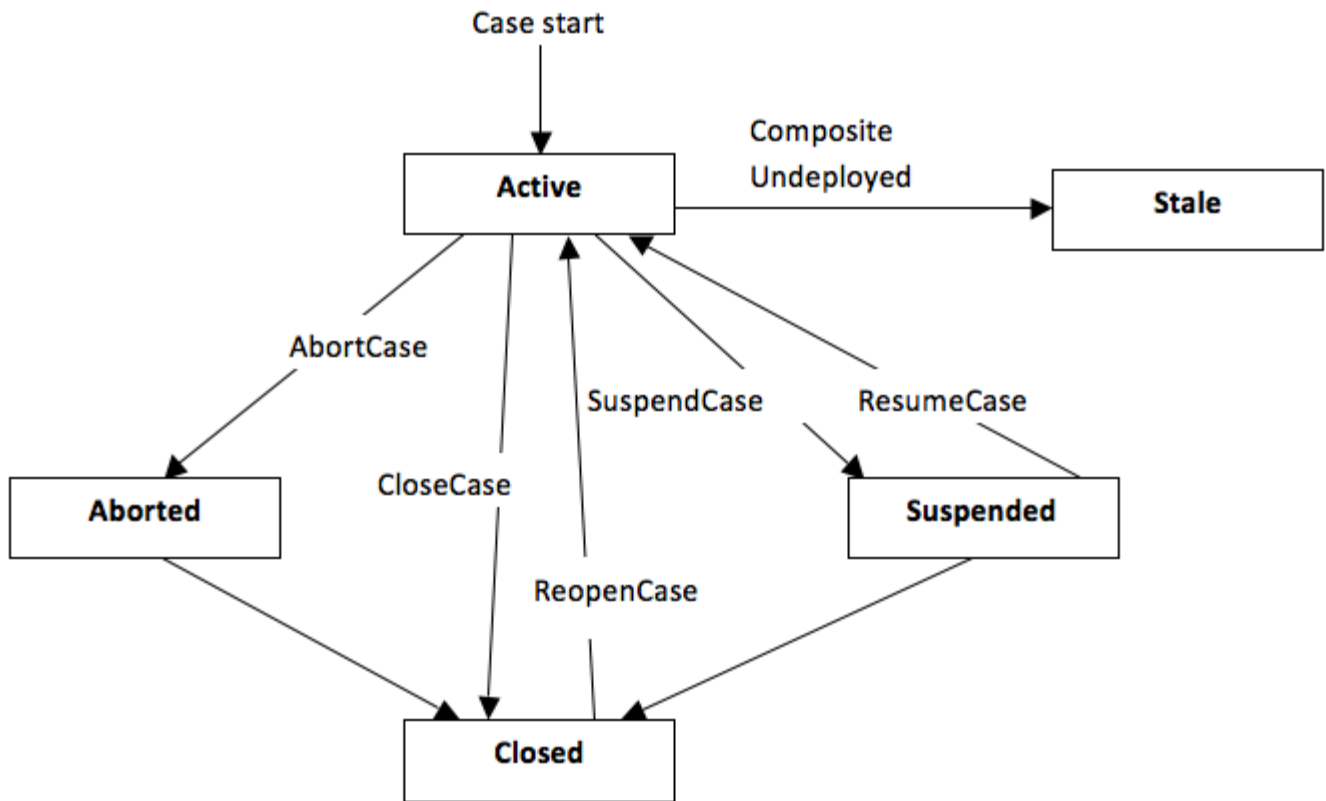 Case start
Composite
Undeployed
Active
Stale
AbortCase
SuspendCase
ResumeCase
CloseCase
Aborted
Suspended
ReopenCase
Closed